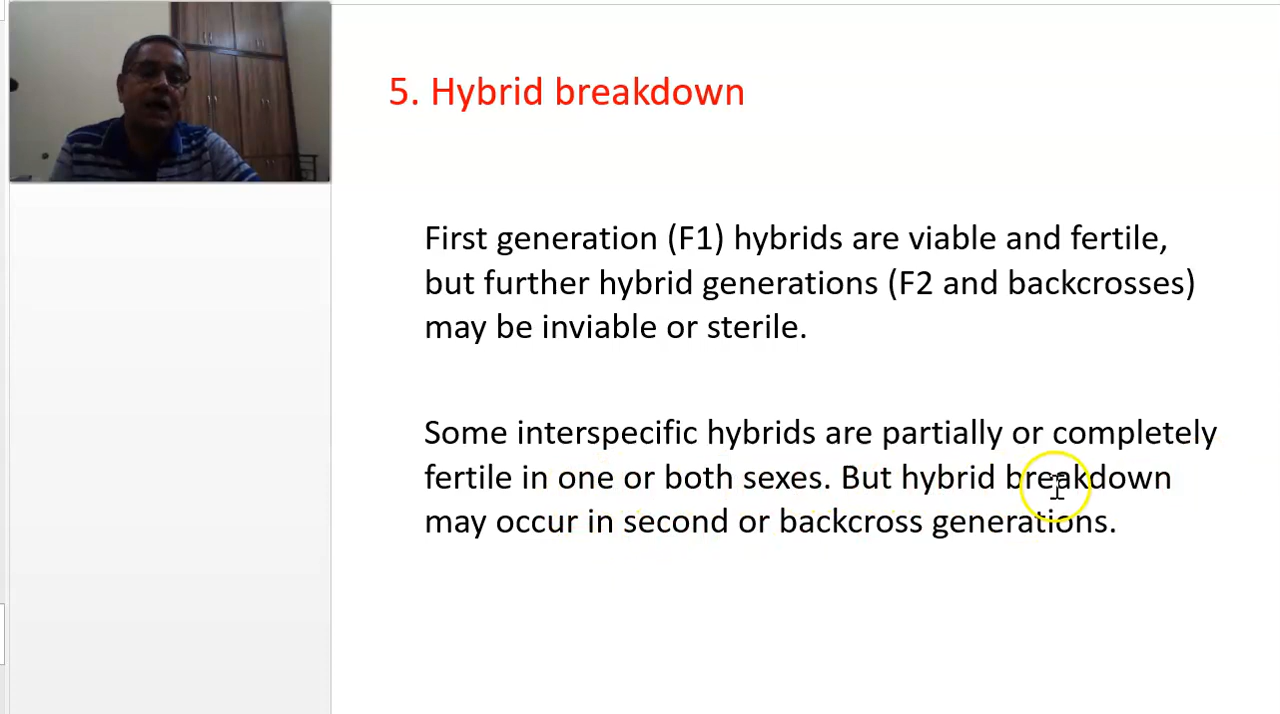 5. Hybrid breakdown
First generation (F1) hybrids are viable and fertile,
but further hybrid generations (F2 and backcrosses)
may be inviable or sterile.
Some interspecific hybrids are partially or completely
fertile in one or both sexes. But hybrid breakdown
may occur in second or backcross generations.